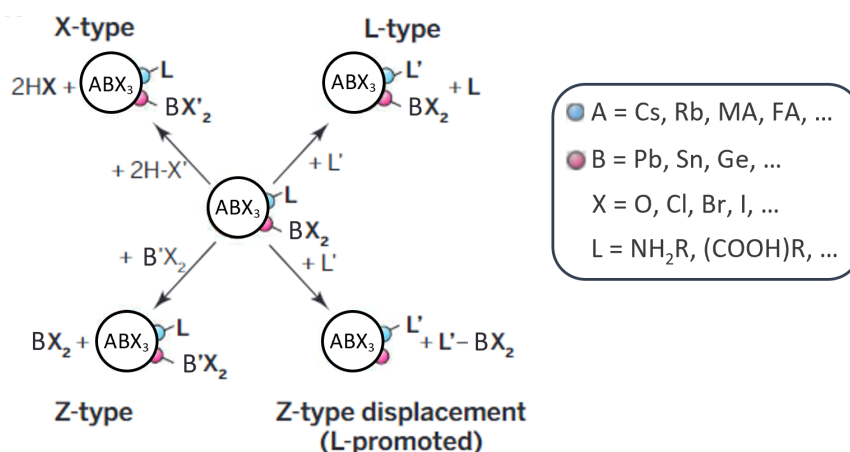 X-type
2HX + ABX₃ L
BX'₂
L-type
ABX₃ L' + L
BX₂
+ 2H-X'
+ L'
ABX₃ L
BX₂
+ B'X₂
+ L'
BX₂ + ABX₃ L
B'X₂
Z-type
ABX₃ L' + L'– BX₂
Z-type displacement
(L-promoted)
A = Cs, Rb, MA, FA, ...
B = Pb, Sn, Ge, ...
X = O, Cl, Br, I, ...
L = NH₂R, (COOH)R, ...